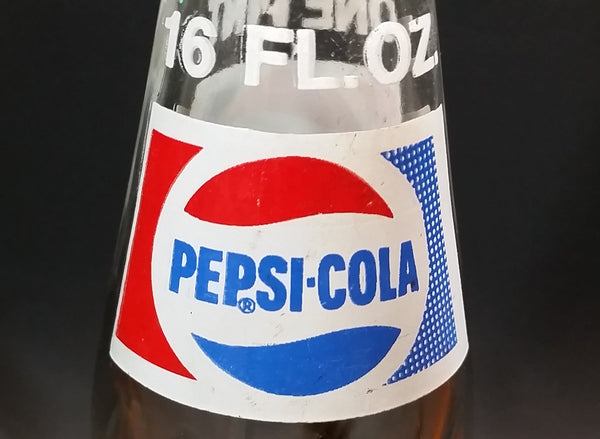 16 FL. OZ.
PEPSI-COLA
®